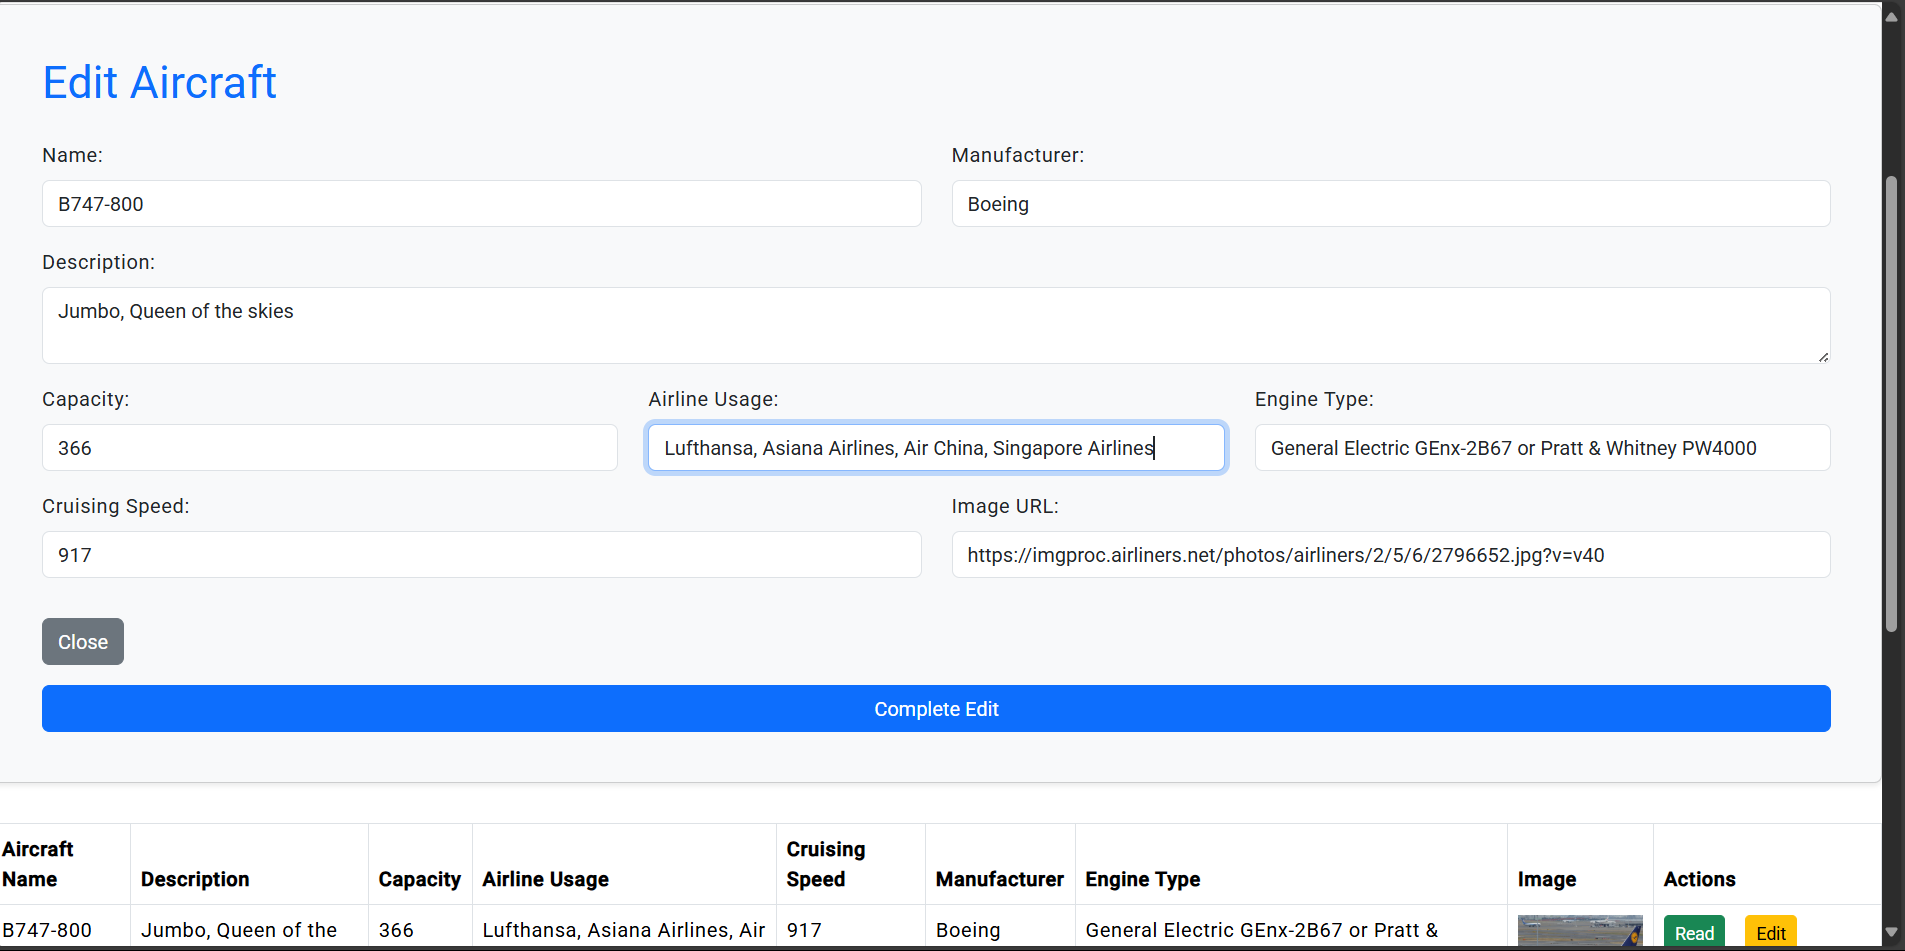 Edit Aircraft
Name:
Manufacturer:
B747-800
Boeing
Description:
Jumbo, Queen of the skies
Capacity:
Airline Usage:
Engine Type:
366
Lufthansa, Asiana Airlines, Air China, Singapore Airlines
General Electric GEnx-2B67 or Pratt & Whitney PW4000
Cruising Speed:
Image URL:
917
https://imgproc.airliners.net/photos/airliners/2/5/6/2796652.jpg?v=v40
Close
Complete Edit
Aircraft
Name
Description
Capacity
Airline Usage
Cruising
Speed
Manufacturer
Engine Type
Image
Actions
B747-800
Jumbo, Queen of the
366
Lufthansa, Asiana Airlines, Air
917
Boeing
General Electric GEnx-2B67 or Pratt &
Read
Edit